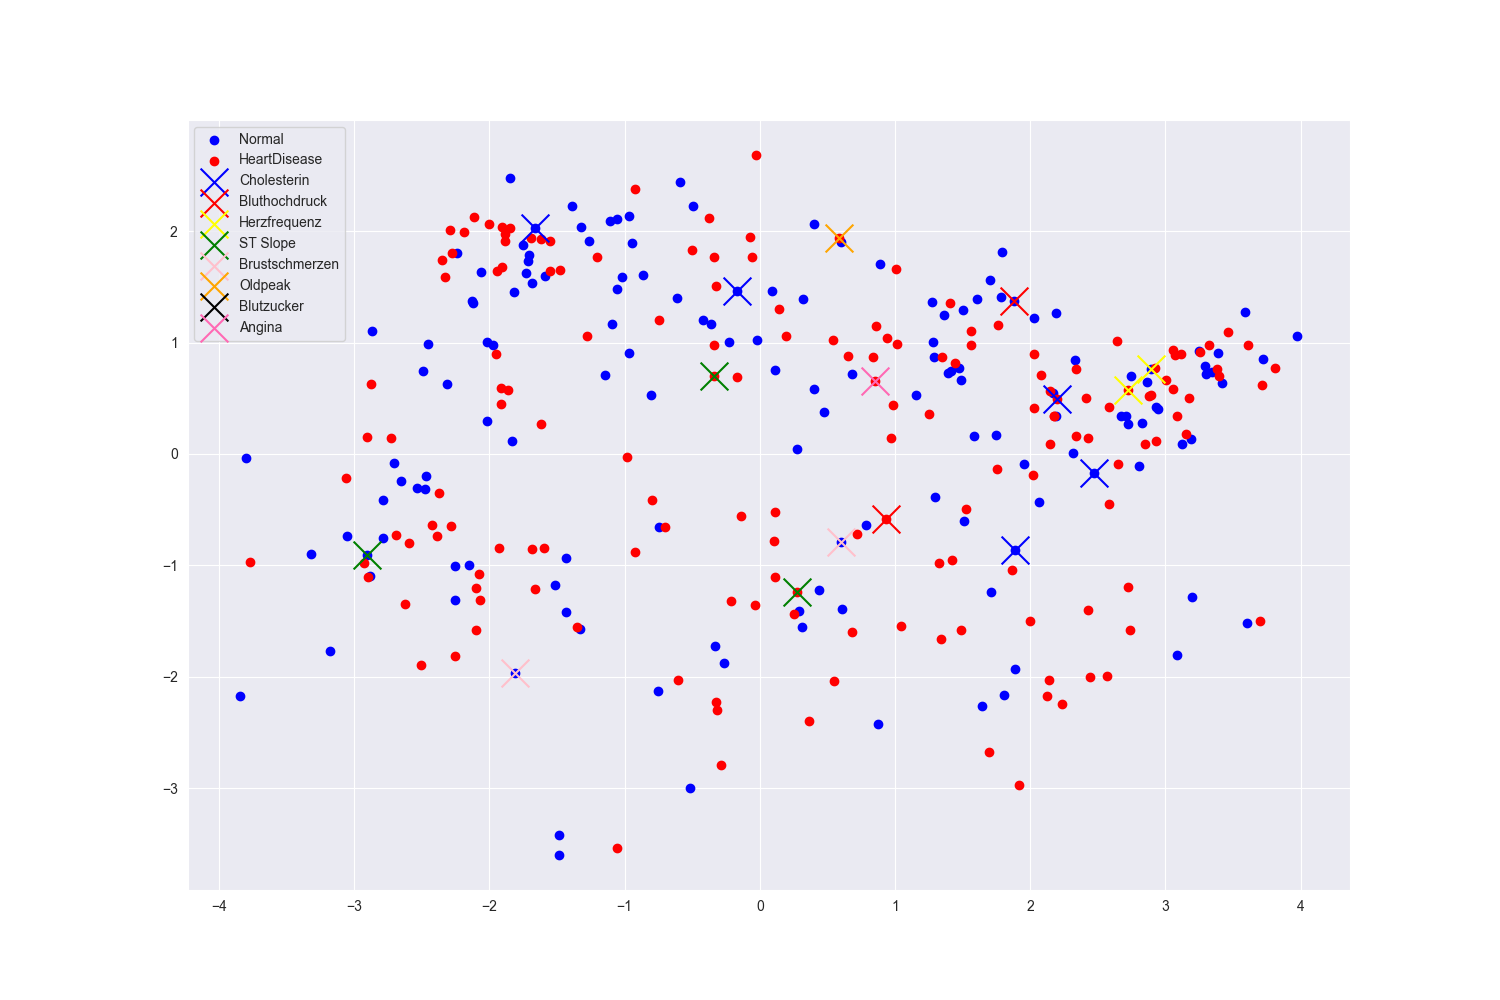 Normal
HeartDisease
Cholesterin
Bluthochdruck
Herzfrequenz
ST Slope
Brustschmerzen
Oldpeak
Blutzucker
Angina
2
1
0
−1
−2
−3
−4 −3 −2 −1 0 1 2 3 4